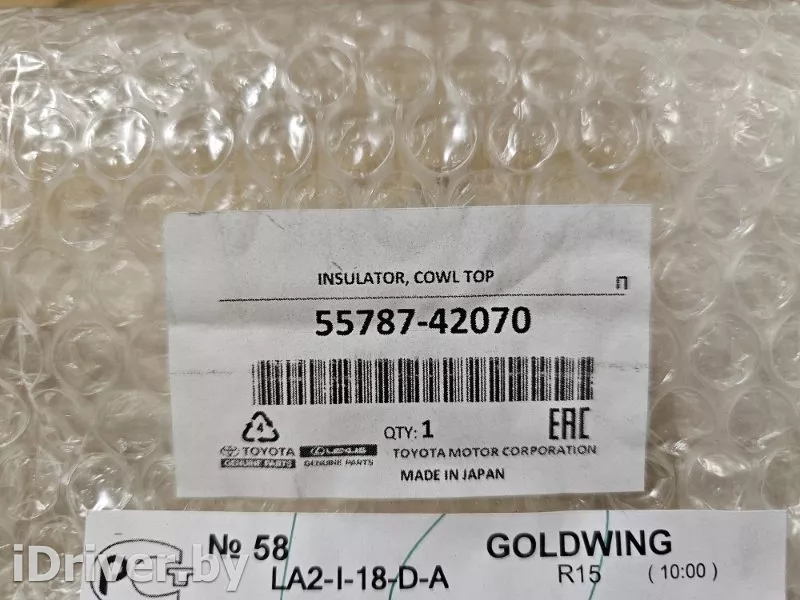 INSULATOR, COWL TOP
П
55787-42070
4
QTY: 1
EAC
TOYOTA
GENUINE PARTS
LEXUS
GENUINE PARTS
TOYOTA MOTOR CORPORATION
MADE IN JAPAN
№ 58
GOLDWING
LA2-I-18-D-A
R15
(10:00)
iDriver.by